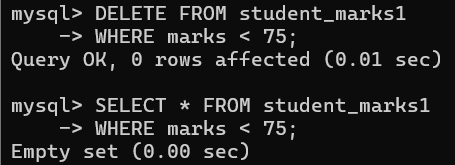 mysql> DELETE FROM student_marks1
    -> WHERE marks < 75;
Query OK, 0 rows affected (0.01 sec)

mysql> SELECT * FROM student_marks1
    -> WHERE marks < 75;
Empty set (0.00 sec)